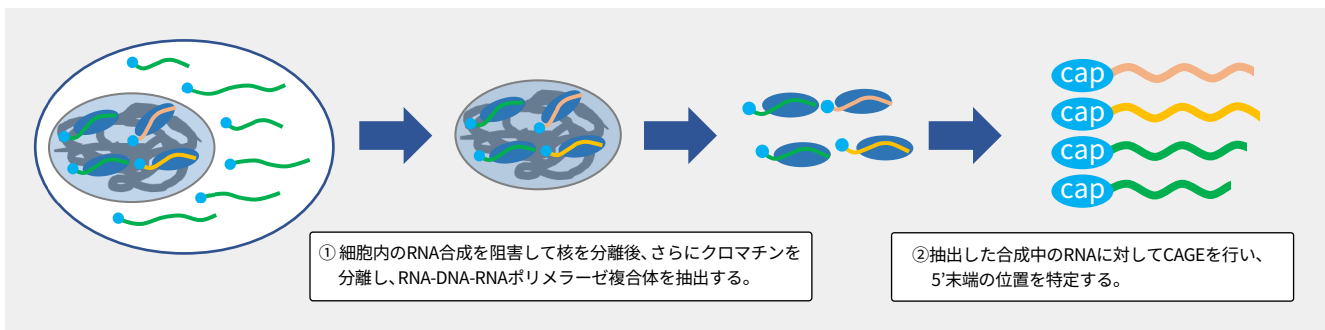 cap
cap
cap
cap
① 細胞内のRNA合成を阻害して核を分離後、さらにクロマチンを
分離し、RNA-DNA-RNAポリメラーゼ複合体を抽出する。
②抽出した合成中のRNAに対してCAGEを行い、
5’末端の位置を特定する。